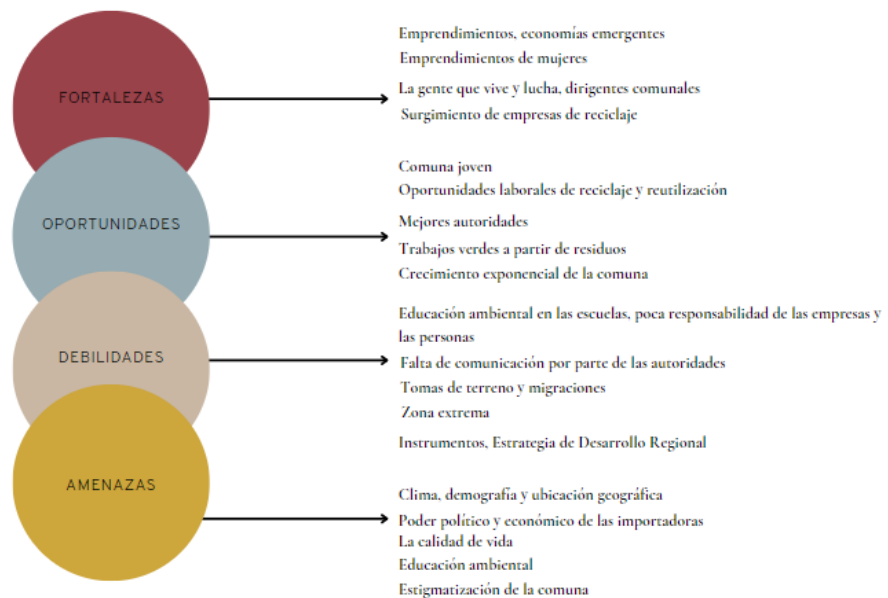 FORTALEZAS
Emprendimientos, economías emergentes
Emprendimientos de mujeres
La gente que vive y lucha, dirigentes comunales
Surgimiento de empresas de reciclaje
OPORTUNIDADES
Comuna joven
Oportunidades laborales de reciclaje y reutilización
Mejores autoridades
Trabajos verdes a partir de residuos
Crecimiento exponencial de la comuna
DEBILIDADES
Educación ambiental en las escuelas, poca responsabilidad de las empresas y
las personas
Falta de comunicación por parte de las autoridades
Tomas de terreno y migraciones
Zona extrema
Instrumentos, Estrategia de Desarrollo Regional
AMENAZAS
Clima, demografía y ubicación geográfica
Poder político y económico de las importadoras
La calidad de vida
Educación ambiental
Estigmatización de la comuna